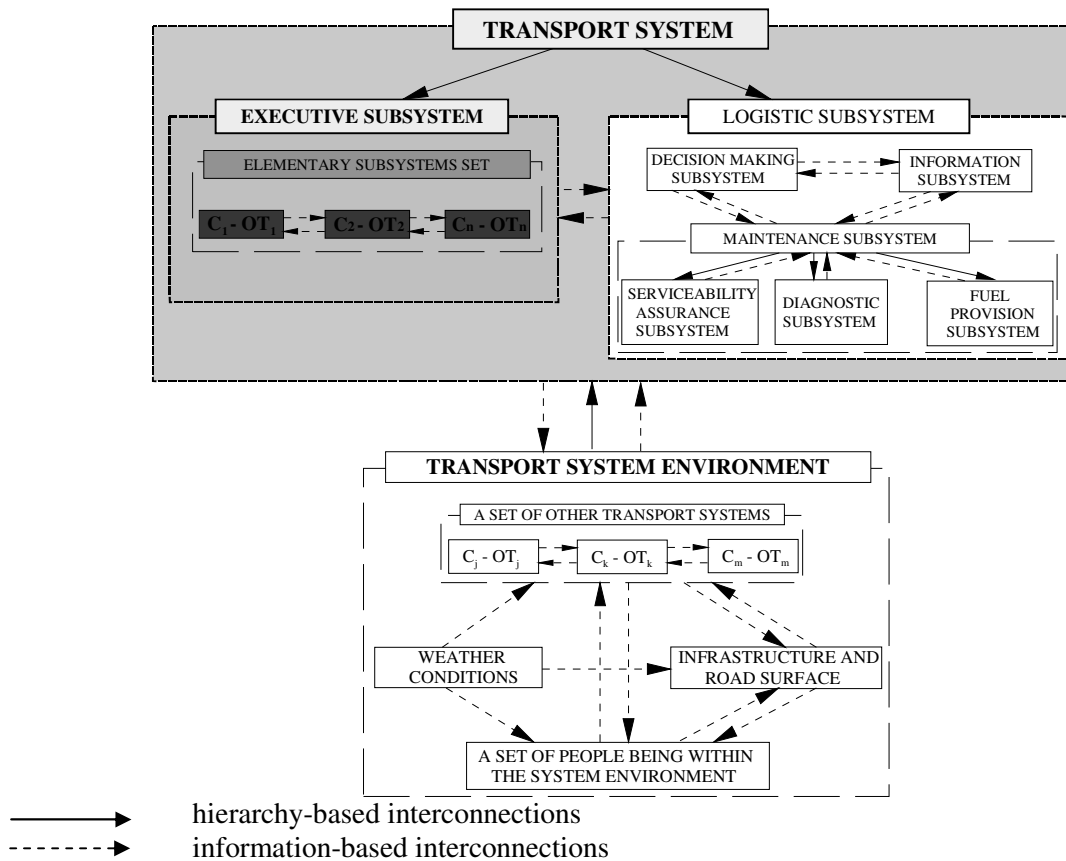 TRANSPORT SYSTEM
EXECUTIVE SUBSYSTEM
ELEMENTARY SUBSYSTEMS SET
C1 - OT1
C2 - OT2
Cn - OTn
LOGISTIC SUBSYSTEM
DECISION MAKING
SUBSYSTEM
INFORMATION
SUBSYSTEM
MAINTENANCE SUBSYSTEM
SERVICEABILITY
ASSURANCE
SUBSYSTEM
DIAGNOSTIC
SUBSYSTEM
FUEL
PROVISION
SUBSYSTEM
TRANSPORT SYSTEM ENVIRONMENT
A SET OF OTHER TRANSPORT SYSTEMS
Cj - OTj
Ck - OTk
Cm - OTm
WEATHER
CONDITIONS
INFRASTRUCTURE AND
ROAD SURFACE
A SET OF PEOPLE BEING WITHIN
THE SYSTEM ENVIRONMENT
hierarchy-based interconnections
information-based interconnections